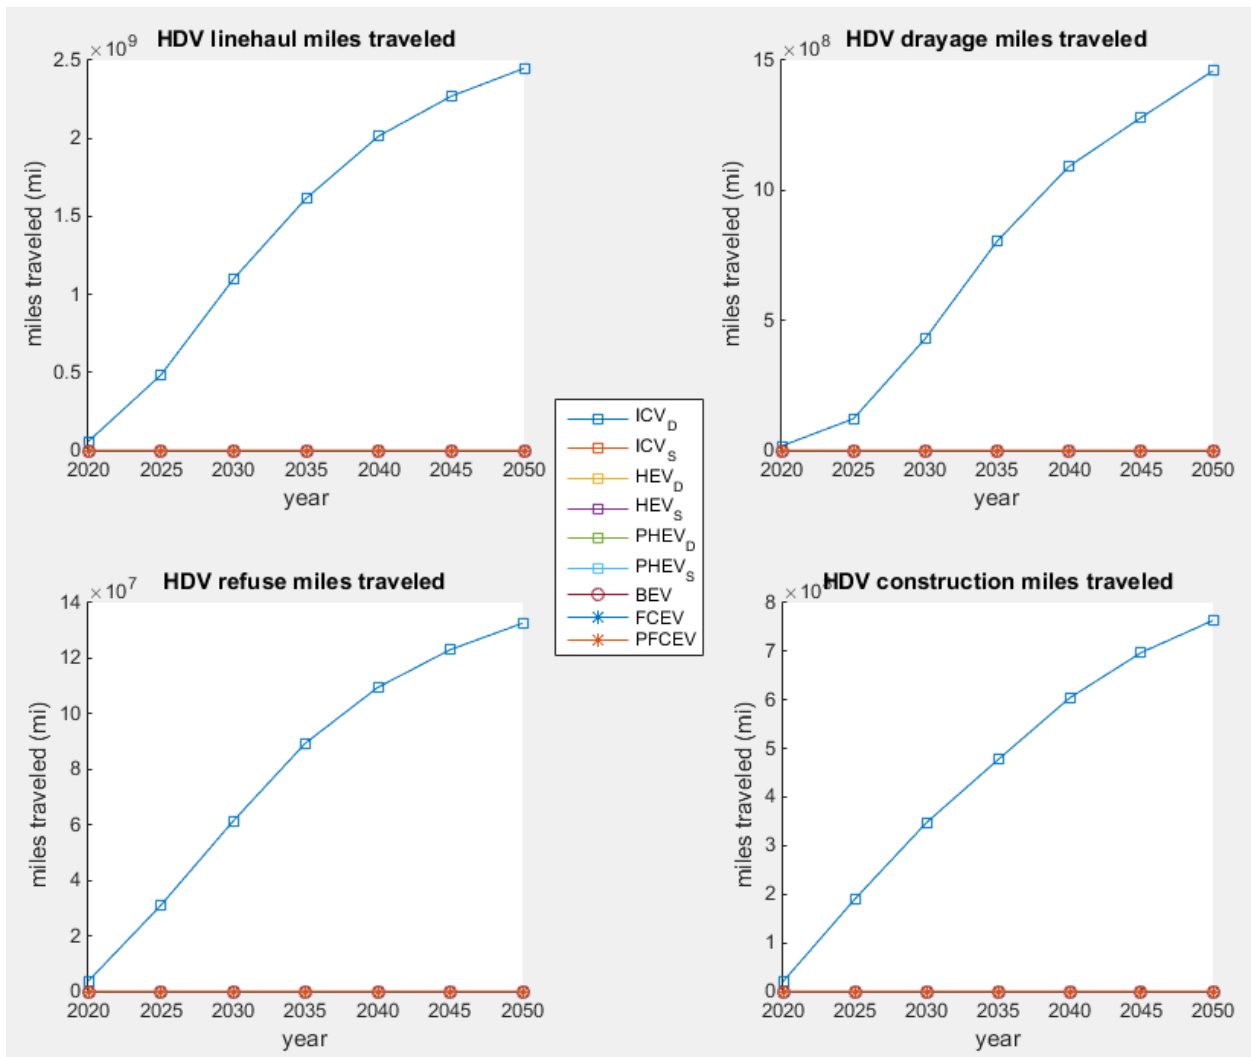 HDV linehaul miles traveled
×10⁹
2.5
2
1.5
1
0.5
0
miles traveled (mi)
2020 2025 2030 2035 2040 2045 2050
year
HDV drayage miles traveled
×10⁸
15
10
5
0
miles traveled (mi)
2020 2025 2030 2035 2040 2045 2050
year
ICV_D
ICV_S
HEV_D
HEV_S
PHEV_D
PHEV_S
BEV
FCEV
PFCEV
HDV refuse miles traveled
×10⁷
14
12
10
8
6
4
2
0
miles traveled (mi)
2020 2025 2030 2035 2040 2045 2050
year
HDV construction miles traveled
×10
8
7
6
5
4
3
2
1
0
miles traveled (mi)
2020 2025 2030 2035 2040 2045 2050
year